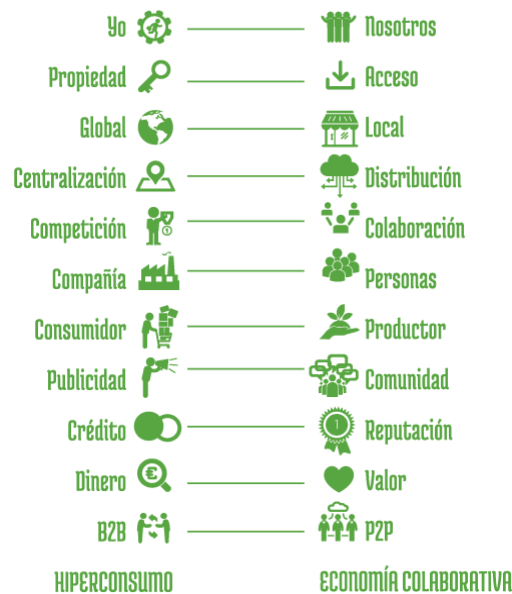 Yo Nosotros
Propiedad Acceso
Global Local
Centralización Distribución
Competición Colaboración
Compañía Personas
Consumidor Productor
Publicidad Comunidad
Crédito 1 Reputación
€
Dinero Valor
B2B P2P
HIPERCONSUMO ECONOMÍA COLABORATIVA